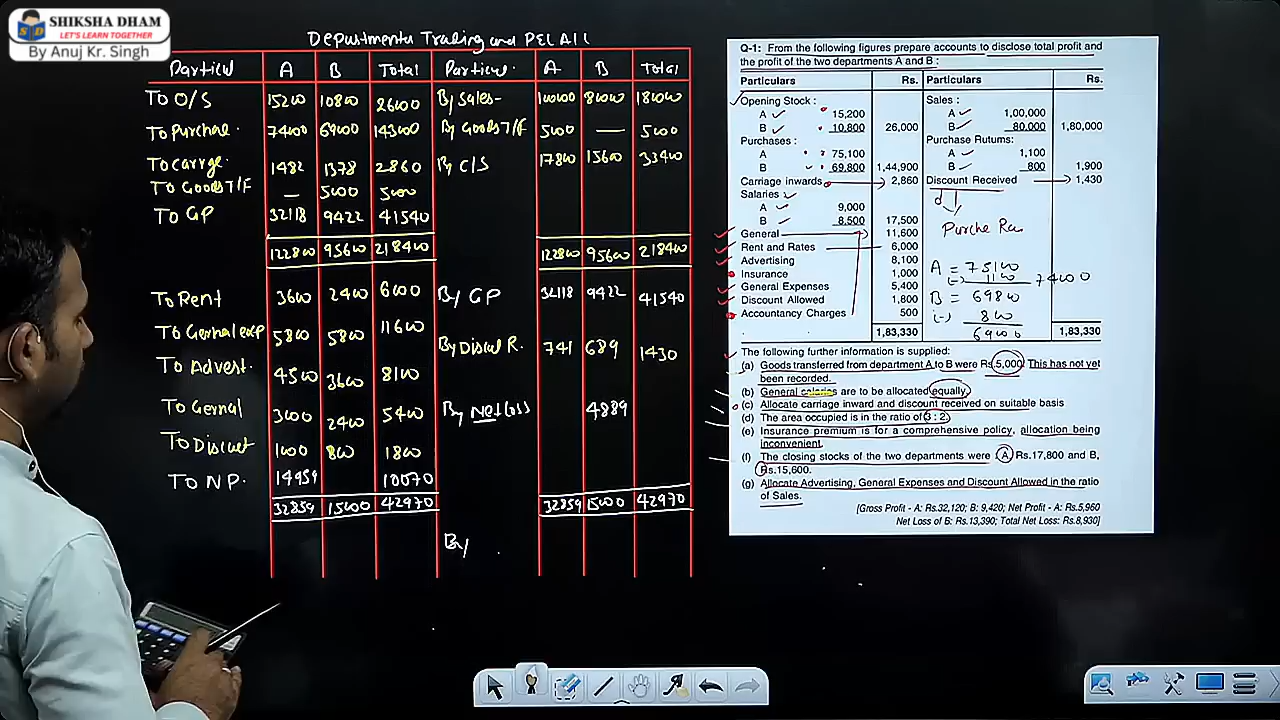 SHIKSHA DHAM
LET'S LEARN TOGETHER
By Anuj Kr. Singh
Departmental Trading and P&L A/c
Particul A B Total Particus. A B Total
To O/S 15200 10800 26000 By Sales- 100000 80000 180000
To purchase. 74000 69000 143000 By Goods T/F 5000 — 5000
To carrge. 1482 1378 2860 By C/S 17800 15600 33400
To Goods T/F — 5000 5000
To GP 32118 9422 41540
122800 95600 218400 122800 95600 218400
To Rent 3600 2400 6000 By GP 32118 9422 41540
To Gernal exp 5800 5800 11600
By Discut R. 741 689 1430
To Advest. 4500 3600 8100
To Gernal 3000 2400 5400 By Net Loss 4889
To Discut 1000 800 1800
To NP. 14959 10070
32859 15000 42970 32859 15000 42970
By
Q-1: From the following figures prepare accounts to disclose total profit and
the profit of the two departments A and B :
Particulars Rs. Particulars Rs.
Opening Stock : Sales :
A 15,200 A 1,00,000
B 10,800 26,000 B 80,000 1,80,000
Purchases : Purchase Ruturns:
A 75,100 A 1,100
B 69,800 1,44,900 B 800 1,900
Carriage inwards 2,860 Discount Received 1,430
Salaries
A 9,000
B 8,500 17,500
General 11,600
Rent and Rates 6,000
Advertising 8,100
Insurance 1,000
General Expenses 5,400
Discount Allowed 1,800
Accountancy Charges 500
1,83,330 1,83,330
Purche Ra
A = 75100
(-) 1100 74000
B = 69800
(-) 800
69000
The following further information is supplied:
(a) Goods transferred from department A to B were Rs.5,000. This has not yet
been recorded.
(b) General salaries are to be allocated equally.
(c) Allocate carriage inward and discount received on suitable basis
(d) The area occupied is in the ratio of 3 : 2.
(e) Insurance premium is for a comprehensive policy, allocation being
inconvenient.
(f) The closing stocks of the two departments were : A Rs.17,800 and B,
Rs.15,600.
(g) Allocate Advertising, General Expenses and Discount Allowed in the ratio
of Sales.
[Gross Profit - A: Rs.32,120; B: 9,420; Net Profit - A: Rs.5,960
Net Loss of B: Rs.13,390; Total Net Loss: Rs.8,930]